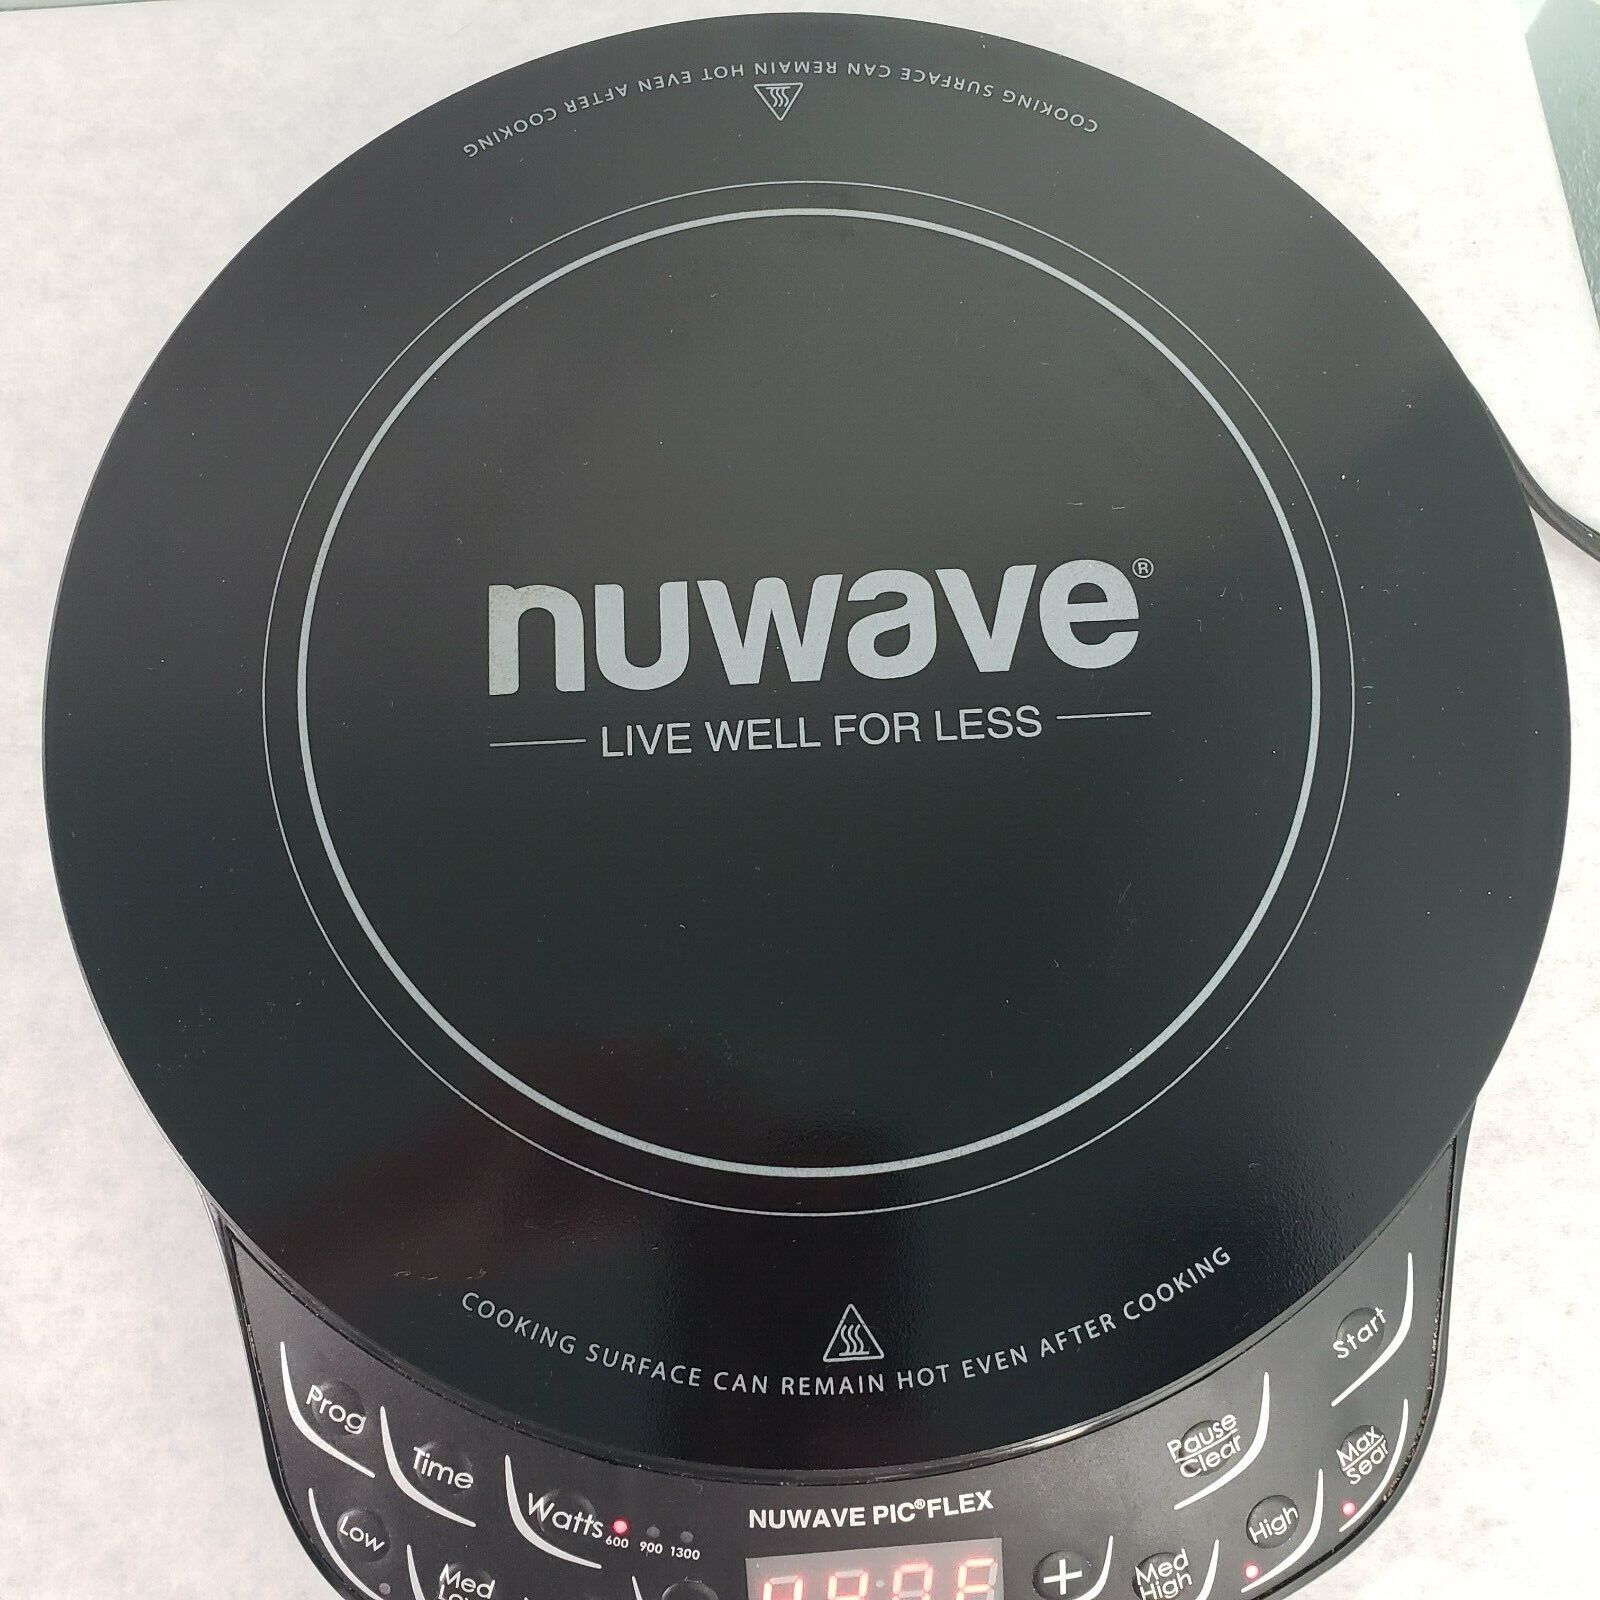 COOKING SURFACE CAN REMAIN HOT EVEN AFTER COOKING
nuwave®
LIVE WELL FOR LESS
COOKING SURFACE CAN REMAIN HOT EVEN AFTER COOKING
Start
Prog
Pause
Clear
Max
Sear
Time
Watts
600 900 1300
NUWAVE PIC®FLEX
High
Low
Med
+
Med
High